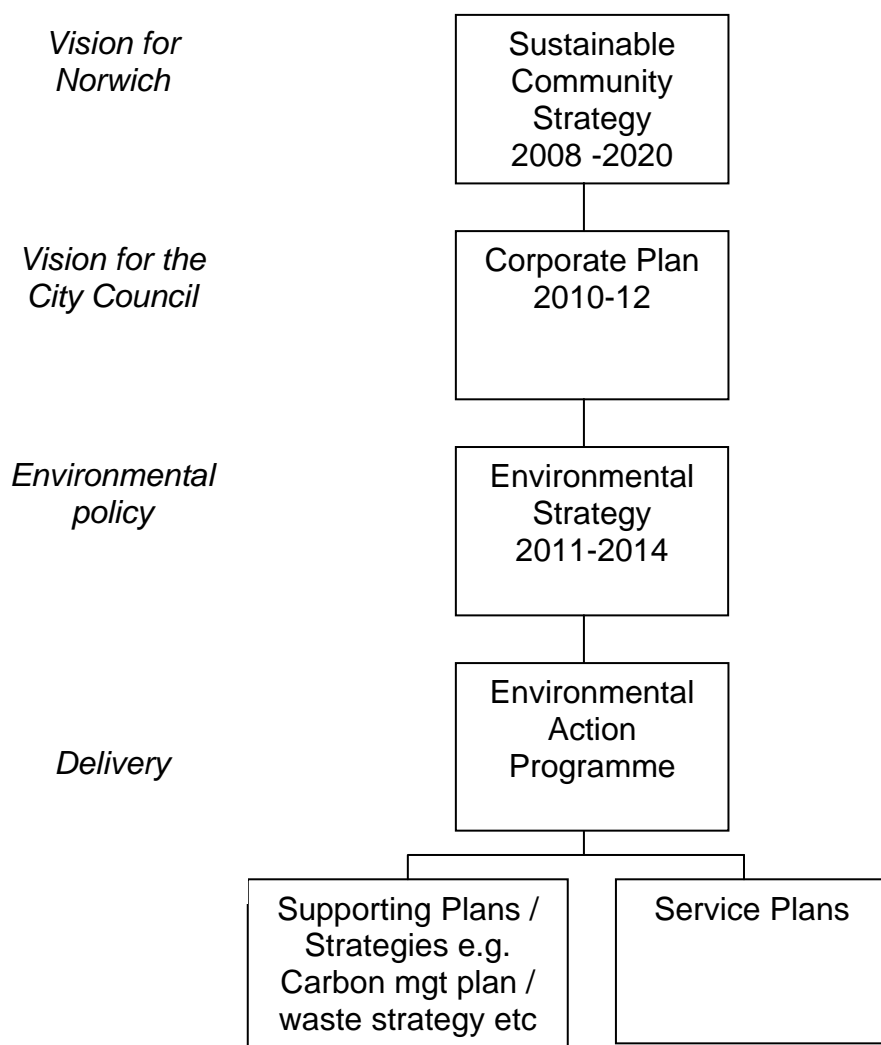 Vision for
Norwich
Sustainable
Community
Strategy
2008 -2020
Vision for the
City Council
Corporate Plan
2010-12
Environmental
policy
Environmental
Strategy
2011-2014
Delivery
Environmental
Action
Programme
Supporting Plans /
Strategies e.g.
Carbon mgt plan /
waste strategy etc
Service Plans